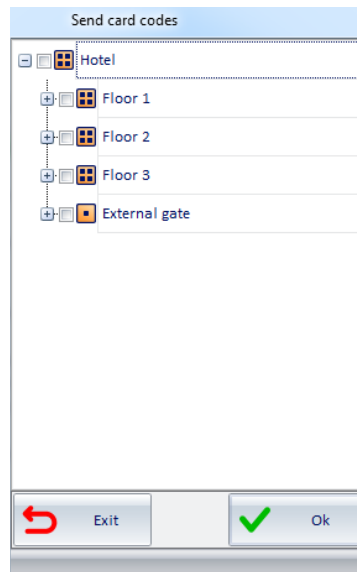 Send card codes
Hotel
Floor 1
Floor 2
Floor 3
External gate
Exit
Ok